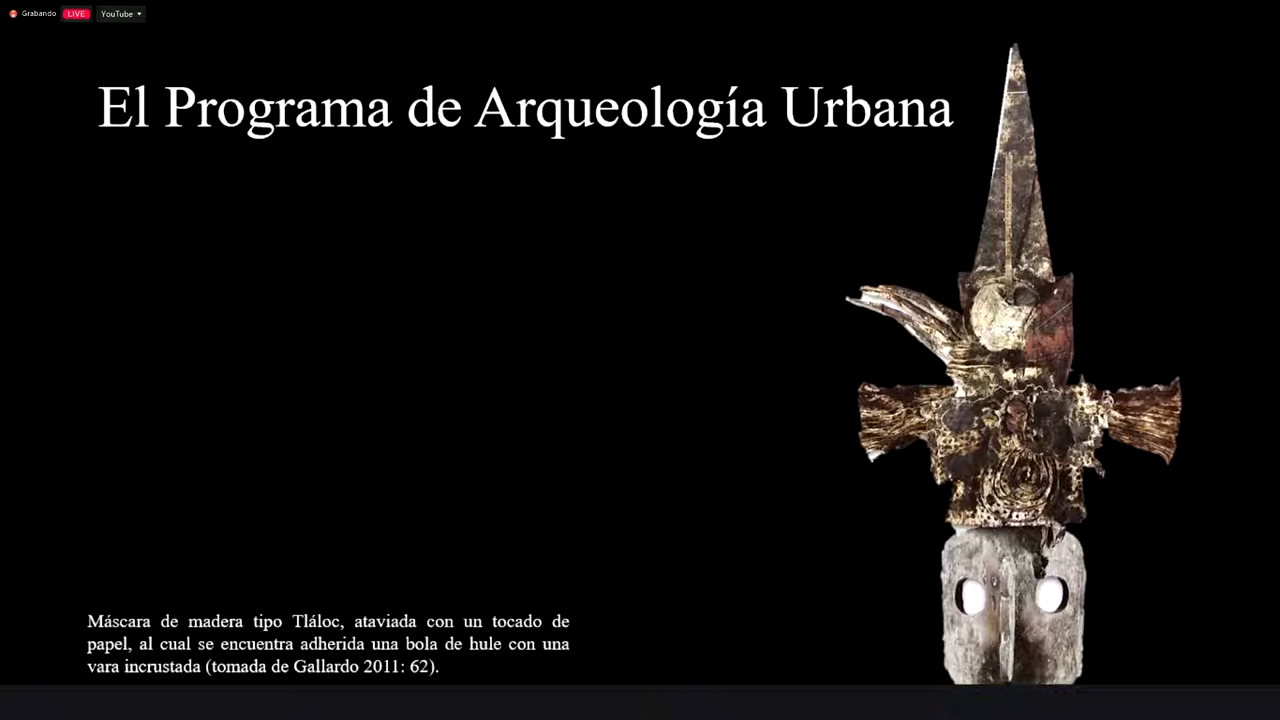 Grabando LIVE YouTube
El Programa de Arqueología Urbana
Máscara de madera tipo Tláloc, ataviada con un tocado de
papel, al cual se encuentra adherida una bola de hule con una
vara incrustada (tomada de Gallardo 2011: 62).